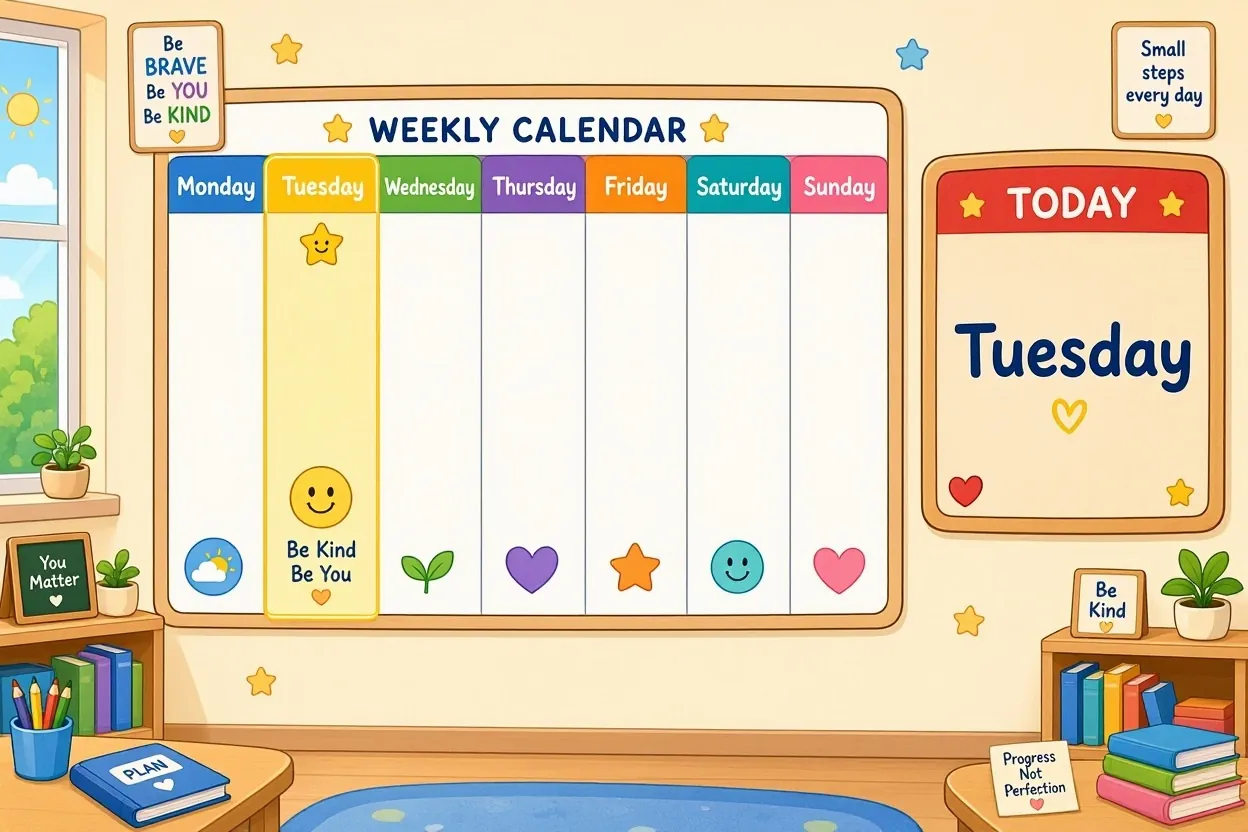 Be
BRAVE
Be YOU
Be KIND
Small
steps
every day
WEEKLY CALENDAR
Monday Tuesday Wednesday Thursday Friday Saturday Sunday
Be Kind
Be You
TODAY
Tuesday
You
Matter
Be
Kind
PLAN
Progress
Not
Perfection